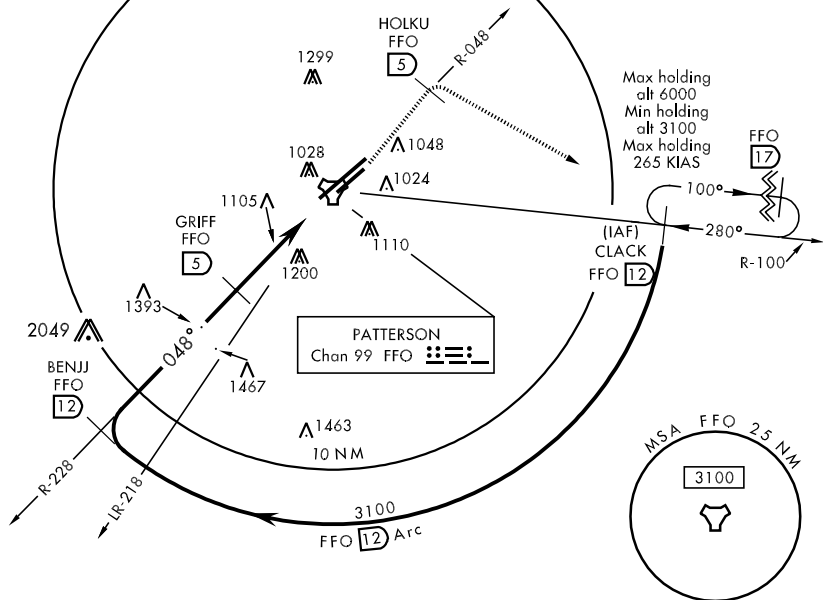 HOLKU
FFO
5
R-048
1299
Max holding
alt 6000
Min holding
alt 3100
Max holding
265 KIAS
FFO
17
1028
1048
1024
100°
1105
GRIFF
FFO
5
1110
(IAF)
CLACK
FFO 12
280°
R-100
1200
1393
2049
048°
PATTERSON
Chan 99 FFO
BENJJ
FFO
12
1467
1463
10 NM
R-228
LR-218
3100
FFO 12 Arc
MSA FFO 25 NM
3100